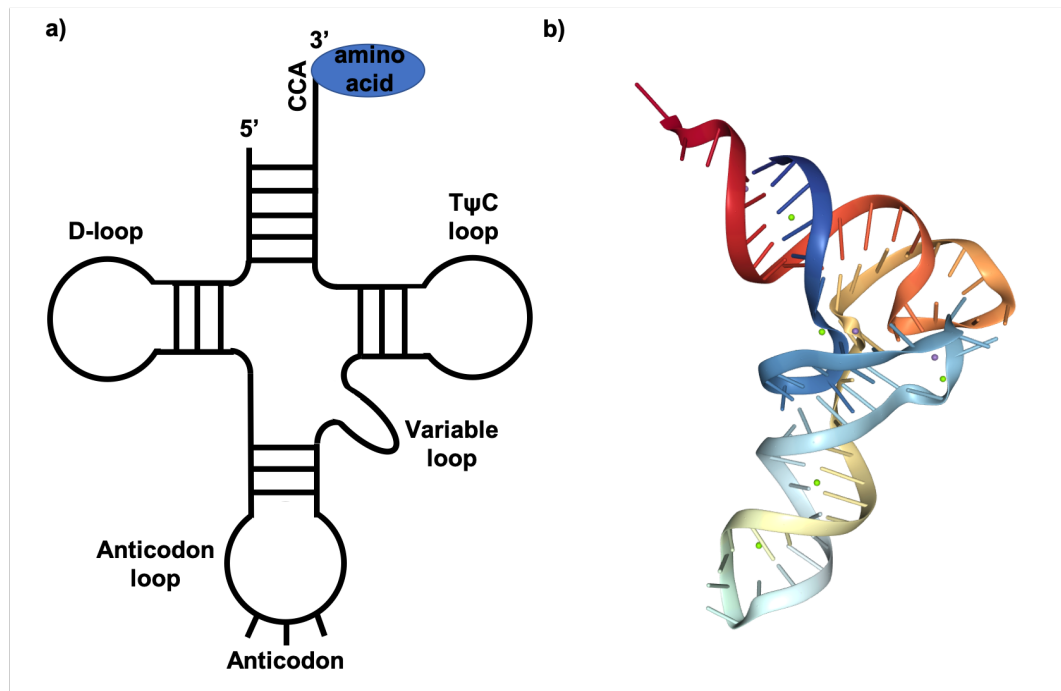 a)
b)
3’
amino
acid
CCA
5’
D-loop
TψC
loop
Variable
loop
Anticodon
loop
Anticodon